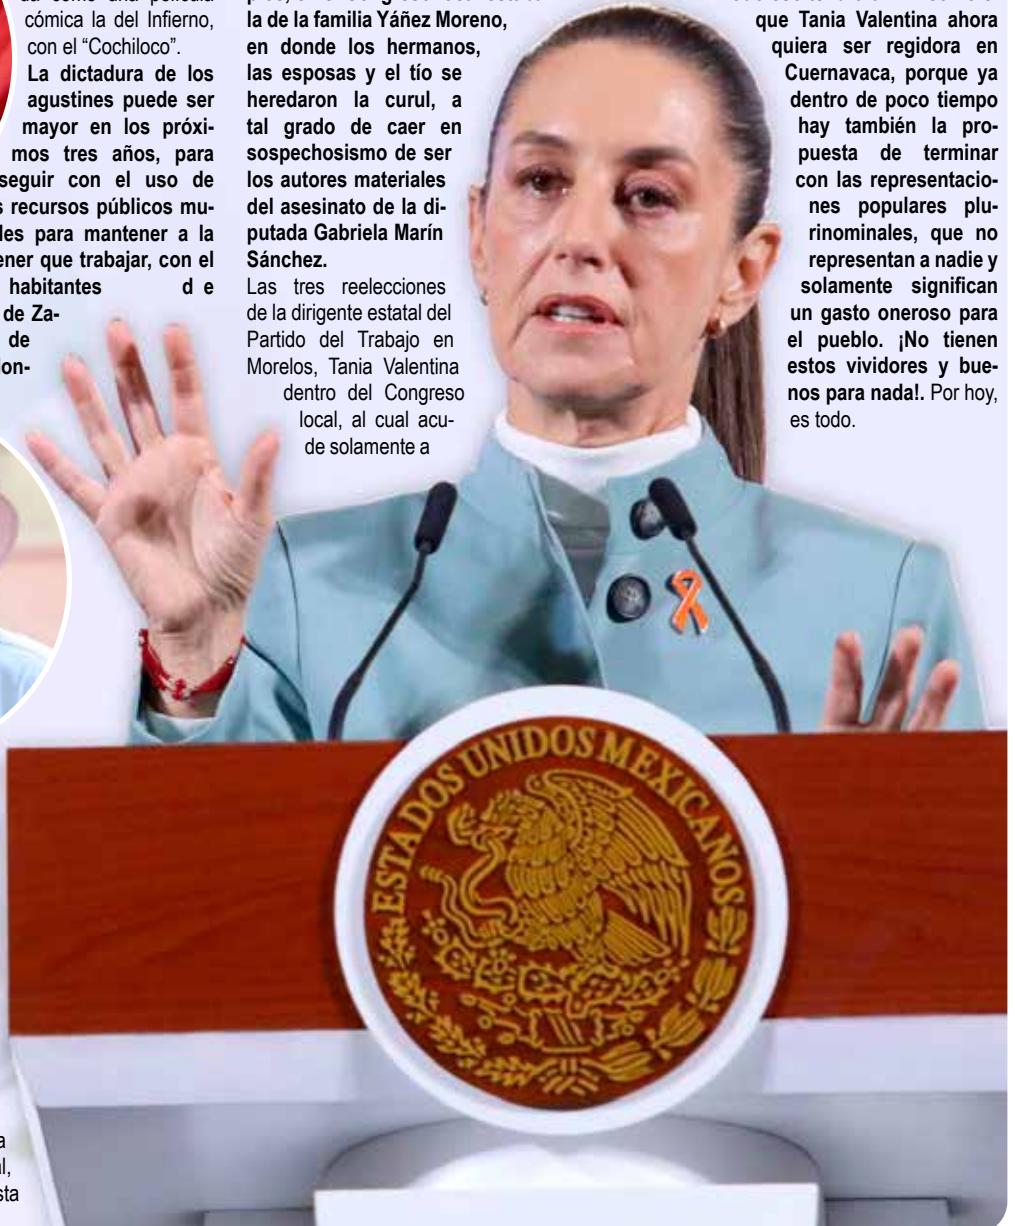 cómica la del Infierno,
con el “Cochiloco”.
La dictadura de los
agustines puede ser
mayor en los próxi-
mos tres años, para
seguir con el uso de
recursos públicos mu-
para mantener a la
que trabajar, con el
habitantes d e
de Za-
de
la de la familia Yáñez Moreno,
en donde los hermanos,
las esposas y el tío se
heredaron la curul, a
tal grado de caer en
sospechosismo de ser
los autores materiales
del asesinato de la di-
putada Gabriela Marín
Sánchez.
Las tres reelecciones
de la dirigente estatal del
Partido del Trabajo en
Morelos, Tania Valentina
dentro del Congreso
local, al cual acu-
de solamente a
que Tania Valentina ahora
quiera ser regidora en
Cuernavaca, porque ya
dentro de poco tiempo
hay también la pro-
puesta de terminar
con las representacio-
nes populares plu-
rinominales, que no
representan a nadie y
solamente significan
un gasto oneroso para
el pueblo. ¡No tienen
estos vividores y bue-
nos para nada!. Por hoy,
es todo.
ESTADOS UNIDOS MEXICANOS